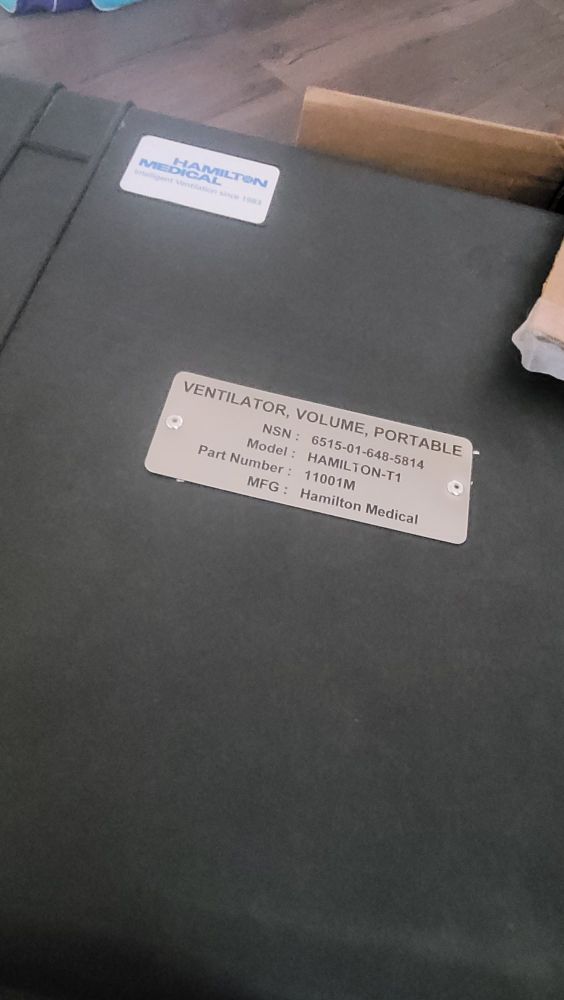 HAMILTON
MEDICAL
Intelligent Ventilation since 1983
VENTILATOR, VOLUME, PORTABLE
NSN : 6515-01-648-5814
Model : HAMILTON-T1
Part Number : 11001M
MFG : Hamilton Medical